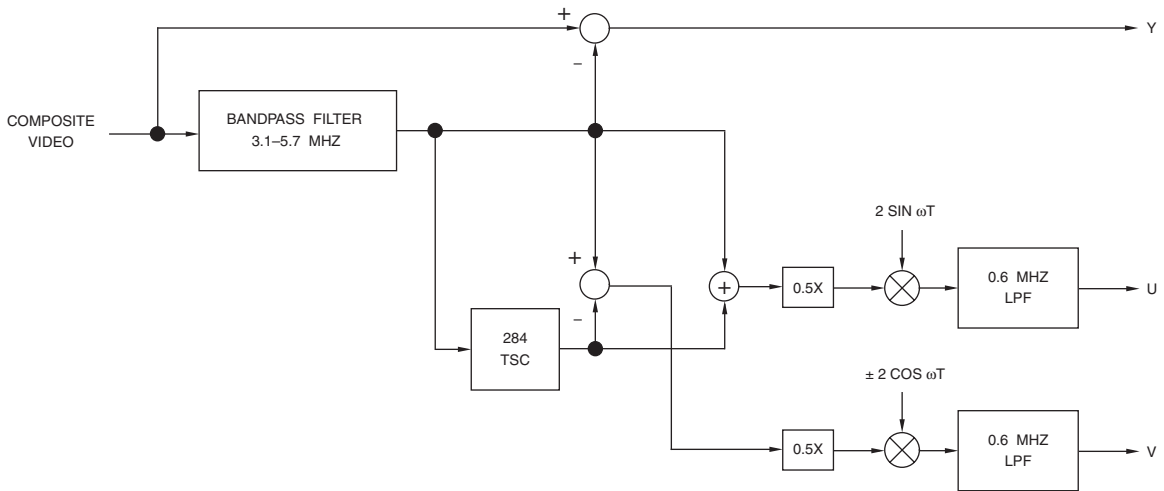 +
Y
–
COMPOSITE
VIDEO
BANDPASS FILTER
3.1–5.7 MHZ
2 SIN ωT
+
–
+
0.5X
0.6 MHZ
LPF
U
284
TSC
± 2 COS ωT
0.5X
0.6 MHZ
LPF
V